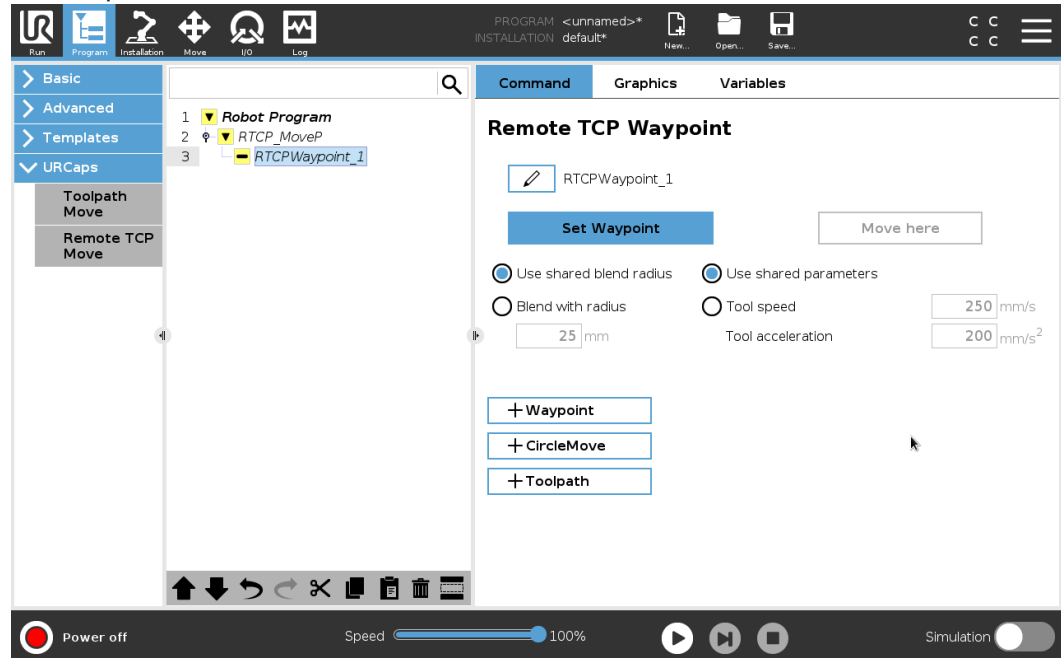 PROGRAM <unnamed>*
INSTALLATION default*
UR
Run Program Installation Move I/O Log New... Open... Save...
C C
C C
Basic
Advanced
Templates
URCaps
Toolpath
Move
Remote TCP
Move
1 Robot Program
2 RTCP_MoveP
3 RTCPWaypoint_1
Command Graphics Variables
Remote TCP Waypoint
RTCPWaypoint_1
Set Waypoint Move here
Use shared blend radius Use shared parameters
Blend with radius Tool speed 250 mm/s
25 mm Tool acceleration 200 mm/s²
+Waypoint
+CircleMove
+Toolpath
Power off Speed 100% Simulation